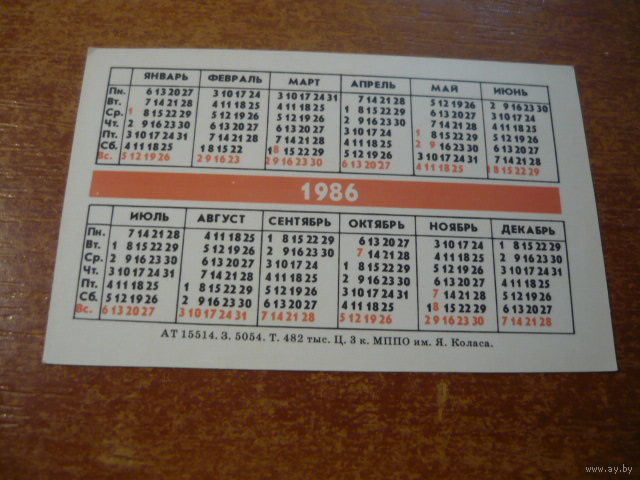 ЯНВАРЬ ФЕВРАЛЬ МАРТ АПРЕЛЬ МАЙ ИЮНЬ
Пн. 6 13 20 27 3 10 17 24 3 10 17 24 31 7 14 21 28 5 12 19 26 2 9 16 23 30
Вт. 7 14 21 28 4 11 18 25 4 11 18 25 1 8 15 22 29 6 13 20 27 3 10 17 24
Ср. 1 8 15 22 29 5 12 19 26 5 12 19 26 2 9 16 23 30 7 14 21 28 4 11 18 25
Чт. 2 9 16 23 30 6 13 20 27 6 13 20 27 3 10 17 24 1 8 15 22 29 5 12 19 26
Пт. 3 10 17 24 31 7 14 21 28 7 14 21 28 4 11 18 25 2 9 16 23 30 6 13 20 27
Сб. 4 11 18 25 1 8 15 22 1 8 15 22 29 5 12 19 26 3 10 17 24 31 7 14 21 28
Вс. 5 12 19 26 2 9 16 23 2 9 16 23 30 6 13 20 27 4 11 18 25 1 8 15 22 29
1986
ИЮЛЬ АВГУСТ СЕНТЯБРЬ ОКТЯБРЬ НОЯБРЬ ДЕКАБРЬ
Пн. 7 14 21 28 4 11 18 25 1 8 15 22 29 6 13 20 27 3 10 17 24 1 8 15 22 29
Вт. 1 8 15 22 29 5 12 19 26 2 9 16 23 30 7 14 21 28 4 11 18 25 2 9 16 23 30
Ср. 2 9 16 23 30 6 13 20 27 3 10 17 24 1 8 15 22 29 5 12 19 26 3 10 17 24 31
Чт. 3 10 17 24 31 7 14 21 28 4 11 18 25 2 9 16 23 30 6 13 20 27 4 11 18 25
Пт. 4 11 18 25 1 8 15 22 29 5 12 19 26 3 10 17 24 31 7 14 21 28 5 12 19 26
Сб. 5 12 19 26 2 9 16 23 30 6 13 20 27 4 11 18 25 1 8 15 22 29 6 13 20 27
Вс. 6 13 20 27 3 10 17 24 31 7 14 21 28 5 12 19 26 2 9 16 23 30 7 14 21 28
АТ 15514. З. 5054. Т. 482 тыс. Ц. 3 к. МППО им. Я. Коласа.
www.ay.by